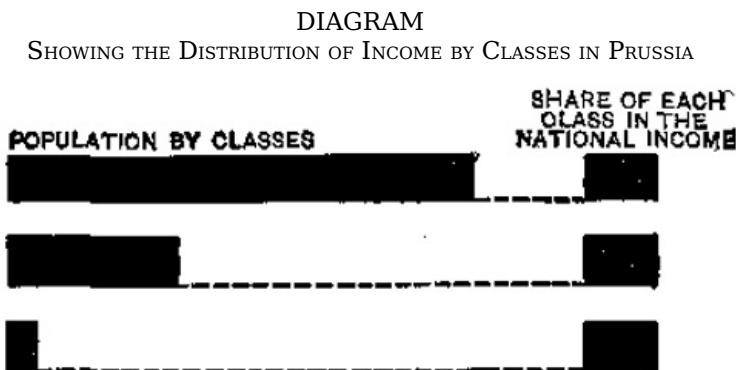 DIAGRAM
Showing the Distribution of Income by Classes in Prussia
SHARE OF EACH
CLASS IN THE
POPULATION BY CLASSES NATIONAL INCOME